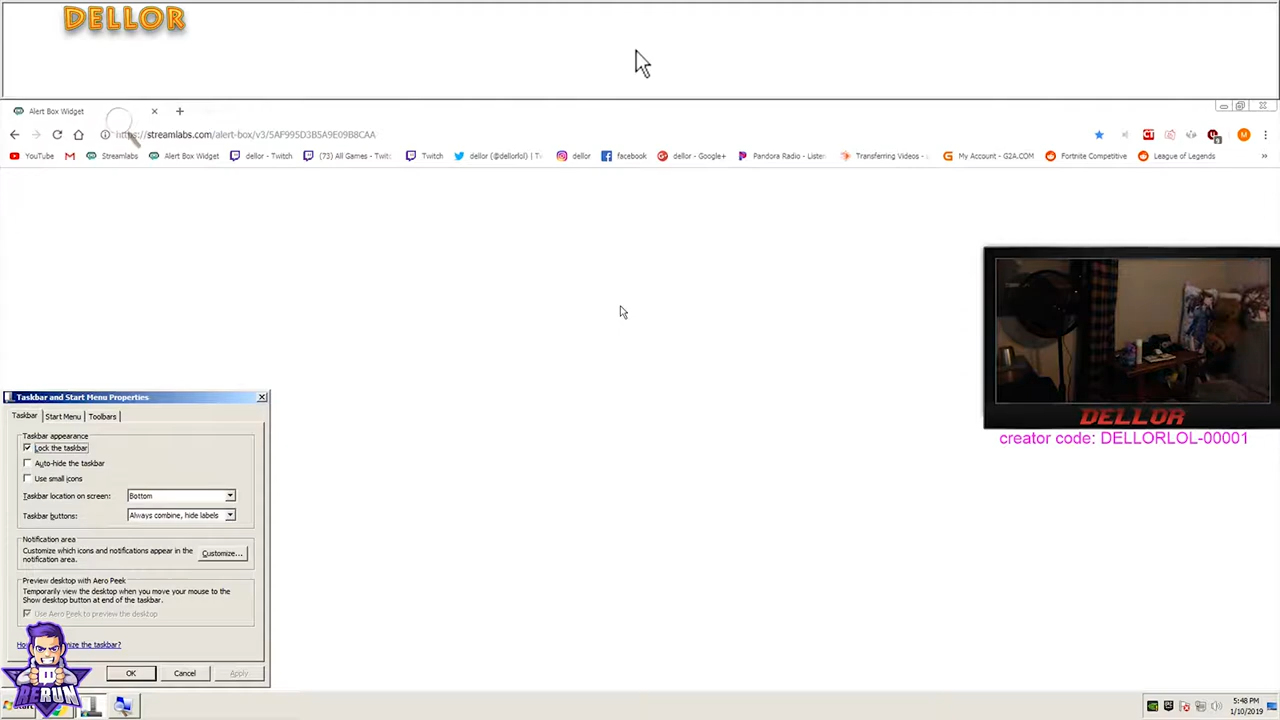 DELLOR
Alert Box Widget
https://streamlabs.com/alert-box/v3/5AF995D3B5A9E09B8CAA
YouTube Streamlabs Alert Box Widget dellor - Twitch (73) All Games - Twit: Twitch dellor (@dellorlol) | T dellor facebook dellor - Google+ Pandora Radio - Listen Transferring Videos - My Account - G2A.COM Fortnite Competitive League of Legends »
DELLOR
creator code: DELLORLOL-00001
Taskbar and Start Menu Properties
Taskbar Start Menu Toolbars
Taskbar appearance
Lock the taskbar
Auto-hide the taskbar
Use small icons
Taskbar location on screen: Bottom
Taskbar buttons: Always combine, hide labels
Notification area
Customize which icons and notifications appear in the
notification area.
Customize...
Preview desktop with Aero Peek
Temporarily view the desktop when you move your mouse to the
Show desktop button at end of the taskbar.
Use Aero Peek to preview the desktop
ize the taskbar?
OK Cancel Apply
RERUN
5:48 PM
1/10/2019